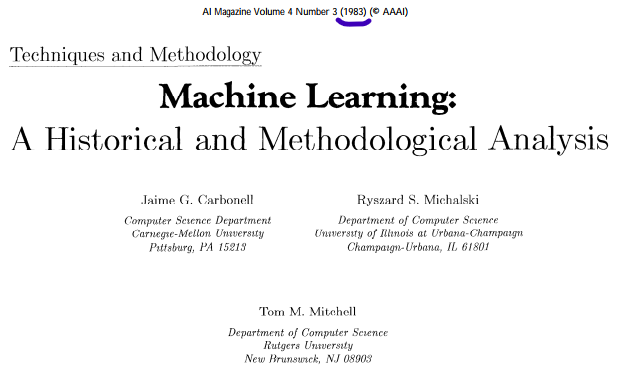 AI Magazine Volume 4 Number 3 (1983) (© AAAI)
Techniques and Methodology
Machine Learning:
A Historical and Methodological Analysis
Jaime G. Carbonell
Computer Science Department
Carnegie-Mellon University
Pittsburg, PA 15213
Ryszard S. Michalski
Department of Computer Science
University of Illinois at Urbana-Champaign
Champaign-Urbana, IL 61801
Tom M. Mitchell
Department of Computer Science
Rutgers University
New Brunswick, NJ 08903